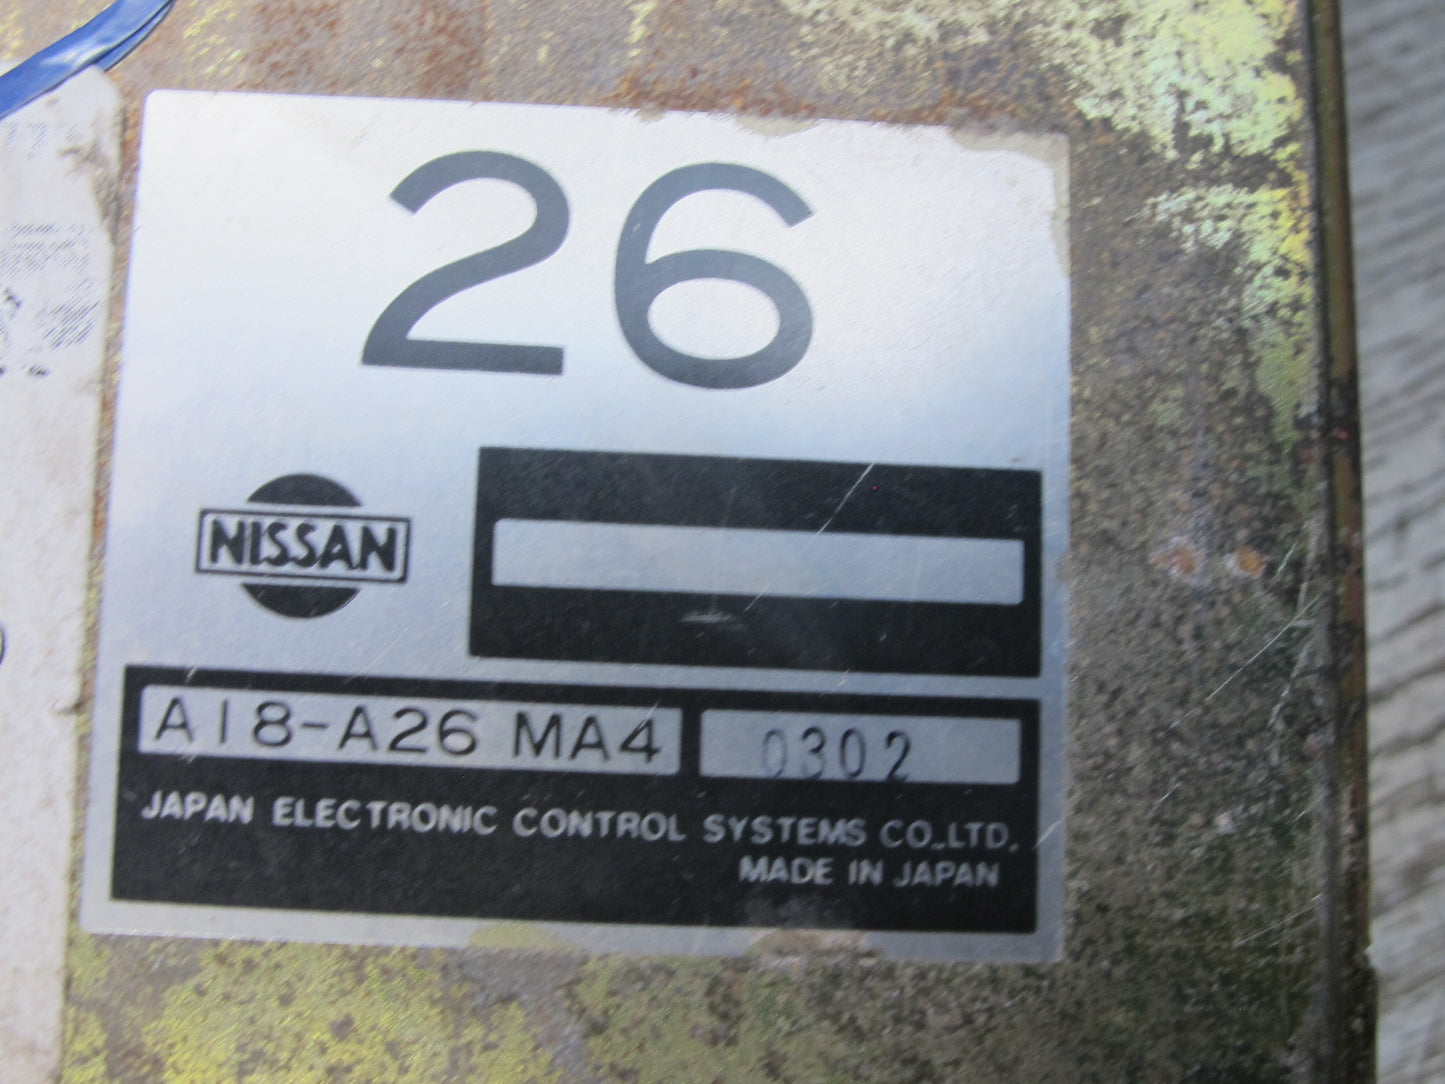 26
NISSAN
A18-A26 MA4 0302
JAPAN ELECTRONIC CONTROL SYSTEMS CO.,LTD.
MADE IN JAPAN